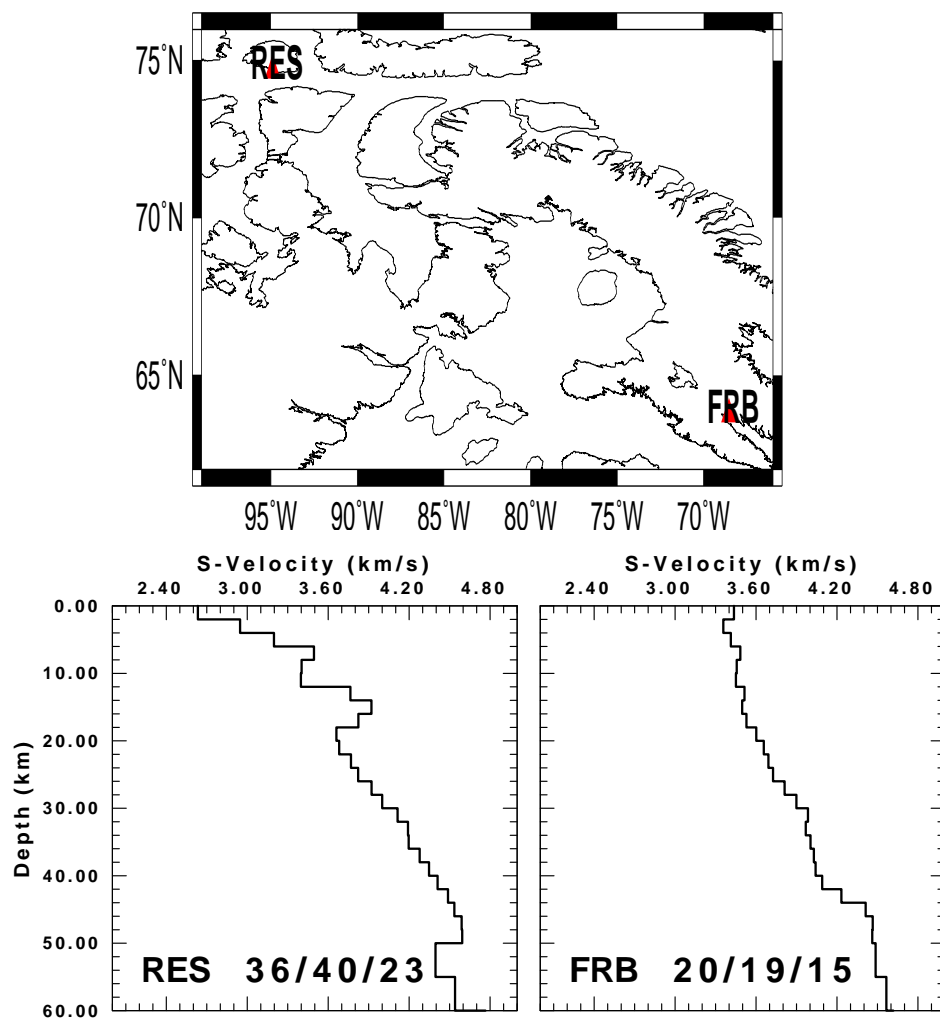 75°N
RES
70°N
65°N
FRB
95°W 90°W 85°W 80°W 75°W 70°W
S-Velocity (km/s) S-Velocity (km/s)
2.40 3.00 3.60 4.20 4.80 2.40 3.00 3.60 4.20 4.80
0.00
10.00
20.00
30.00
40.00
50.00
60.00
Depth (km)
RES 36/40/23 FRB 20/19/15